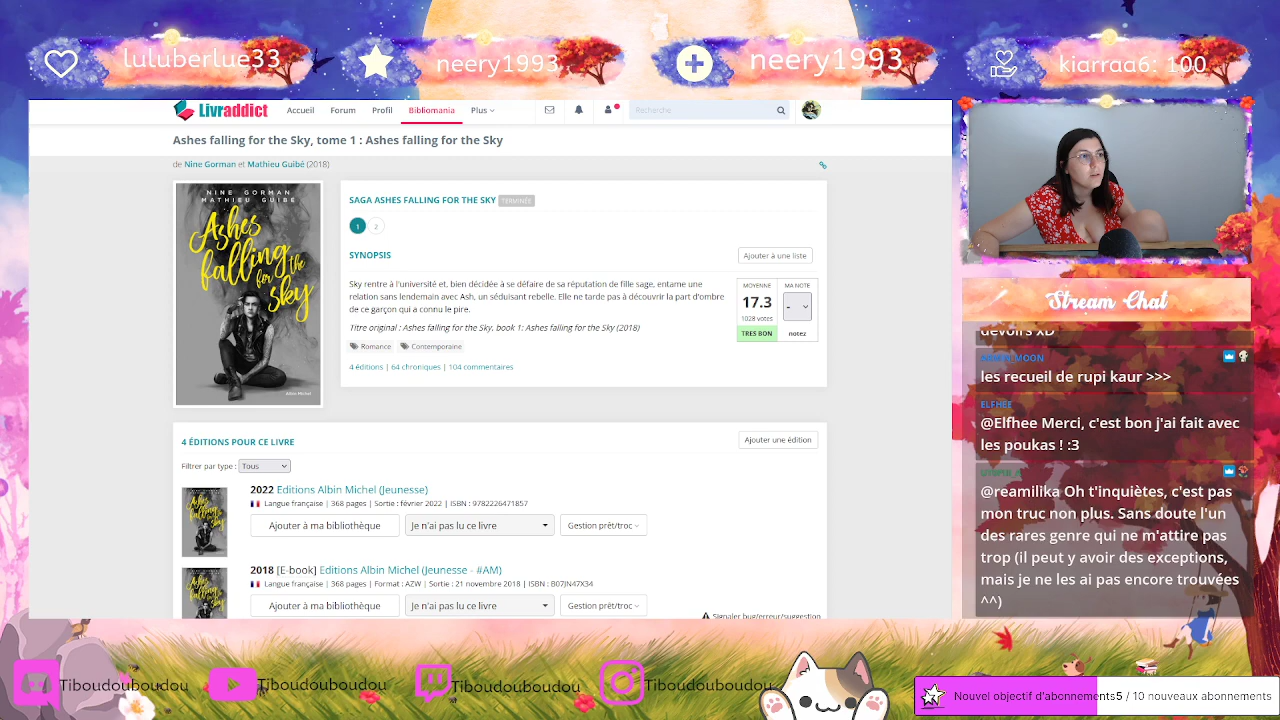 luluberlue33
neery1993
neery1993
kiarraa6: 100
Livraddict
Accueil
Forum
Profil
Bibliomania
Plus
Recherche
Ashes falling for the Sky, tome 1 : Ashes falling for the Sky
de Nine Gorman et Mathieu Guibé (2018)
NINE GORMAN
MATHIEU GUIBÉ
Ashes
falling
for the
sky
Albin Michel
SAGA ASHES FALLING FOR THE SKY TERMINÉE
1 2
SYNOPSIS
Ajouter à une liste
Sky rentre à l'université et, bien décidée à se défaire de sa réputation de fille sage, entame une
relation sans lendemain avec Ash, un séduisant rebelle. Elle ne tarde pas à découvrir la part d'ombre
de ce garçon qui a connu le pire.
Titre original : Ashes falling for the Sky, book 1: Ashes falling for the Sky (2018)
Romance Contemporaine
4 éditions | 64 chroniques | 104 commentaires
MOYENNE
17.3
1028 votes
TRES BON
MA NOTE
-
notez
4 ÉDITIONS POUR CE LIVRE
Ajouter une édition
Filtrer par type : Tous
2022 Editions Albin Michel (Jeunesse)
Langue française | 368 pages | Sortie : février 2022 | ISBN : 9782226471857
Ajouter à ma bibliothèque
Je n'ai pas lu ce livre
Gestion prêt/troc
2018 [E-book] Editions Albin Michel (Jeunesse - #AM)
Langue française | 368 pages | Format : AZW | Sortie : 21 novembre 2018 | ISBN : B07JN47X34
Ajouter à ma bibliothèque
Je n'ai pas lu ce livre
Gestion prêt/troc
Signaler bug/erreur/suggestion
Stream Chat
devoirs xD
MOON
les recueil de rupi kaur >>>
ELFHEE
@Elfhee Merci, c'est bon j'ai fait avec
les poukas ! :3
@reamilika Oh t'inquiètes, c'est pas
mon truc non plus. Sans doute l'un
des rares genre qui ne m'attire pas
trop (il peut y avoir des exceptions,
mais je ne les ai pas encore trouvées
^^)
Tiboudouboudou
Tiboudouboudou
Tiboudouboudou
Tiboudouboudou
Nouvel objectif d'abonnements 5 / 10 nouveaux abonnements